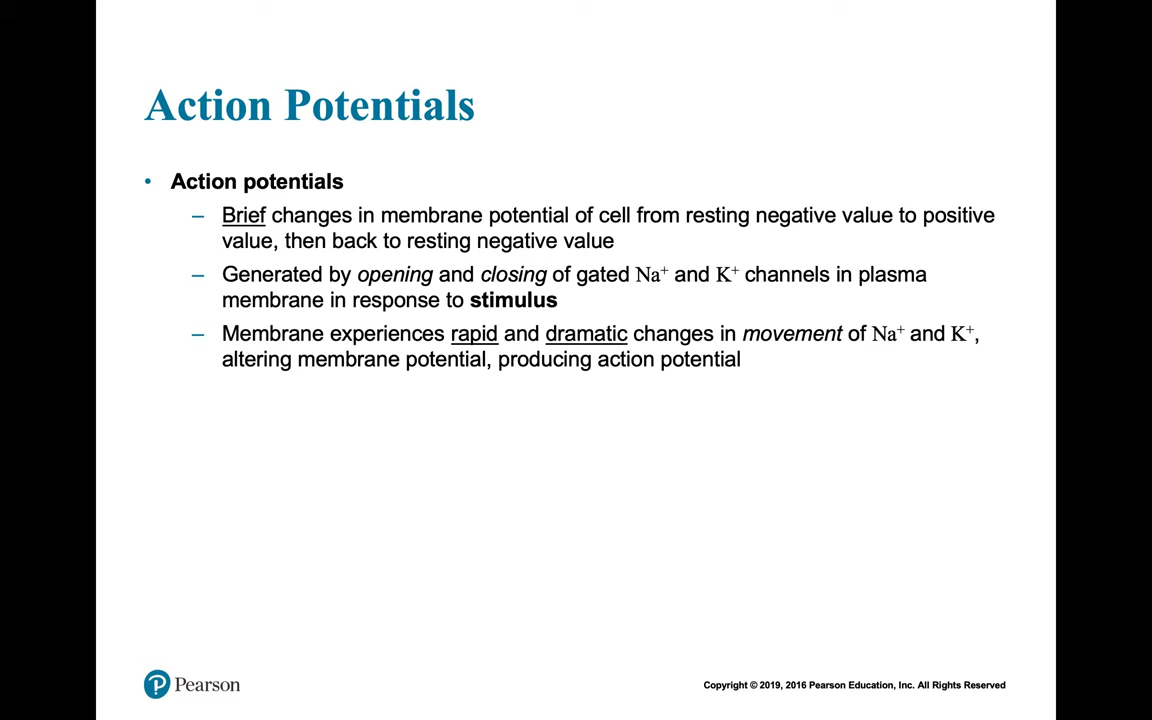 Action Potentials
• Action potentials
– Brief changes in membrane potential of cell from resting negative value to positive
value, then back to resting negative value
– Generated by opening and closing of gated Na⁺ and K⁺ channels in plasma
membrane in response to stimulus
– Membrane experiences rapid and dramatic changes in movement of Na⁺ and K⁺,
altering membrane potential, producing action potential
Pearson
Copyright © 2019, 2016 Pearson Education, Inc. All Rights Reserved